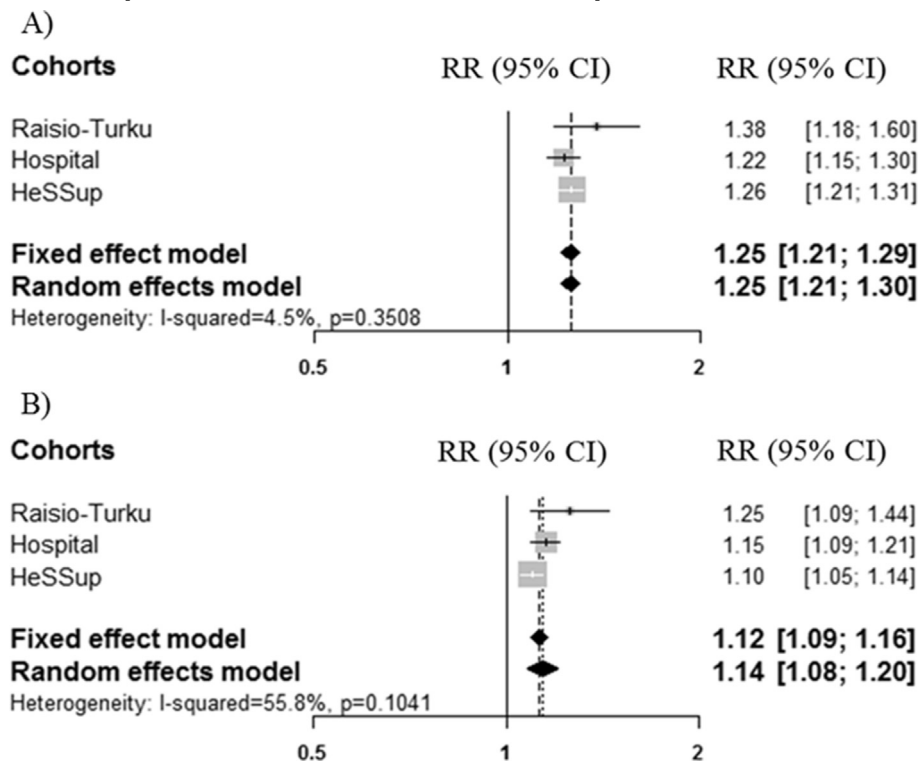 A)
Cohorts RR (95% CI) RR (95% CI)
Raisio-Turku 1.38 [1.18; 1.60]
Hospital 1.22 [1.15; 1.30]
HeSSup 1.26 [1.21; 1.31]
Fixed effect model 1.25 [1.21; 1.29]
Random effects model 1.25 [1.21; 1.30]
Heterogeneity: I-squared=4.5%, p=0.3508
0.5 1 2
B)
Cohorts RR (95% CI) RR (95% CI)
Raisio-Turku 1.25 [1.09; 1.44]
Hospital 1.15 [1.09; 1.21]
HeSSup 1.10 [1.05; 1.14]
Fixed effect model 1.12 [1.09; 1.16]
Random effects model 1.14 [1.08; 1.20]
Heterogeneity: I-squared=55.8%, p=0.1041
0.5 1 2